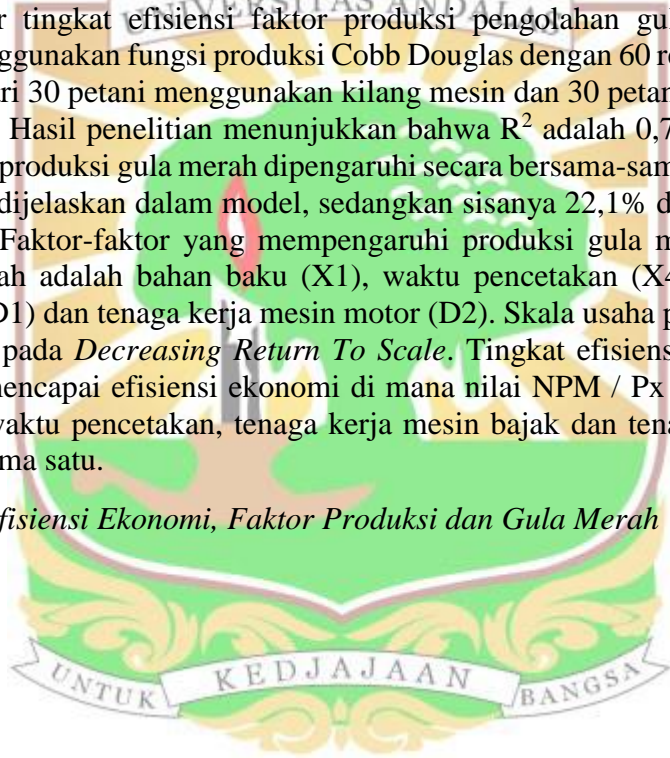 UNIVERSITAS ANDALAS
r tingkat efisiensi faktor produksi pengolahan gul
ggunakan fungsi produksi Cobb Douglas dengan 60 re
ri 30 petani menggunakan kilang mesin dan 30 petan
Hasil penelitian menunjukkan bahwa R² adalah 0,7
produksi gula merah dipengaruhi secara bersama-sam
dijelaskan dalam model, sedangkan sisanya 22,1% d
Faktor-faktor yang mempengaruhi produksi gula m
ah adalah bahan baku (X1), waktu pencetakan (X4
D1) dan tenaga kerja mesin motor (D2). Skala usaha p
pada Decreasing Return To Scale. Tingkat efisiens
mencapai efisiensi ekonomi di mana nilai NPM / Px
waktu pencetakan, tenaga kerja mesin bajak dan tena
ma satu.
fisiensi Ekonomi, Faktor Produksi dan Gula Merah
UNTUK KEDJAJAAN BANGSA